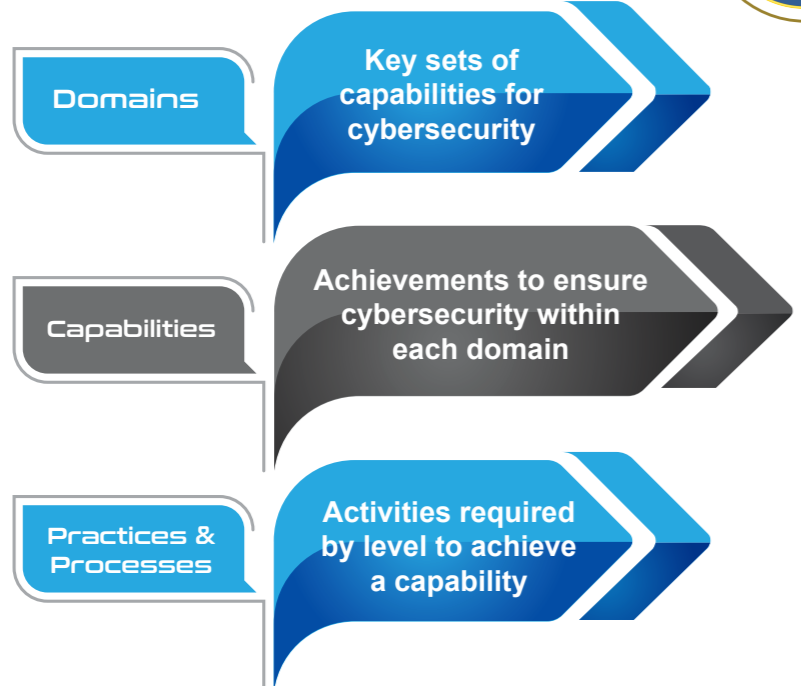 Domains
Key sets of
capabilities for
cybersecurity
Capabilities
Achievements to ensure
cybersecurity within
each domain
Practices &
Processes
Activities required
by level to achieve
a capability